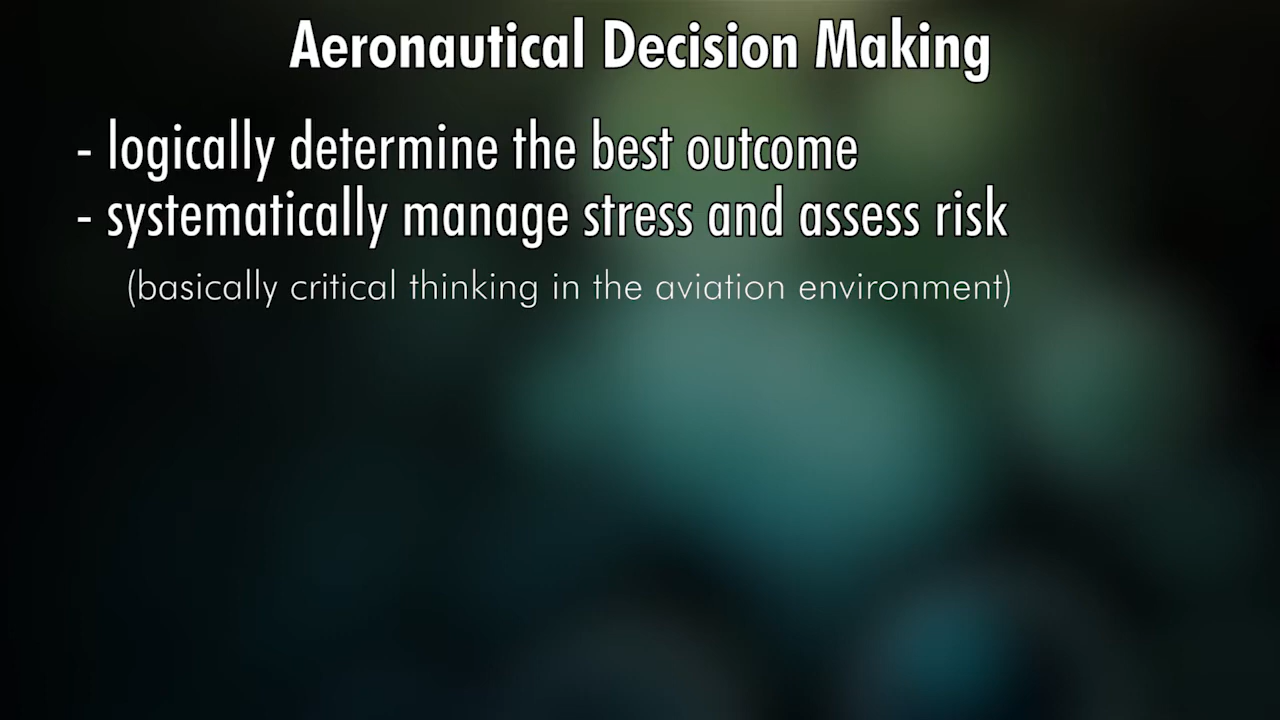 Aeronautical Decision Making
- logically determine the best outcome
- systematically manage stress and assess risk
(basically critical thinking in the aviation environment)